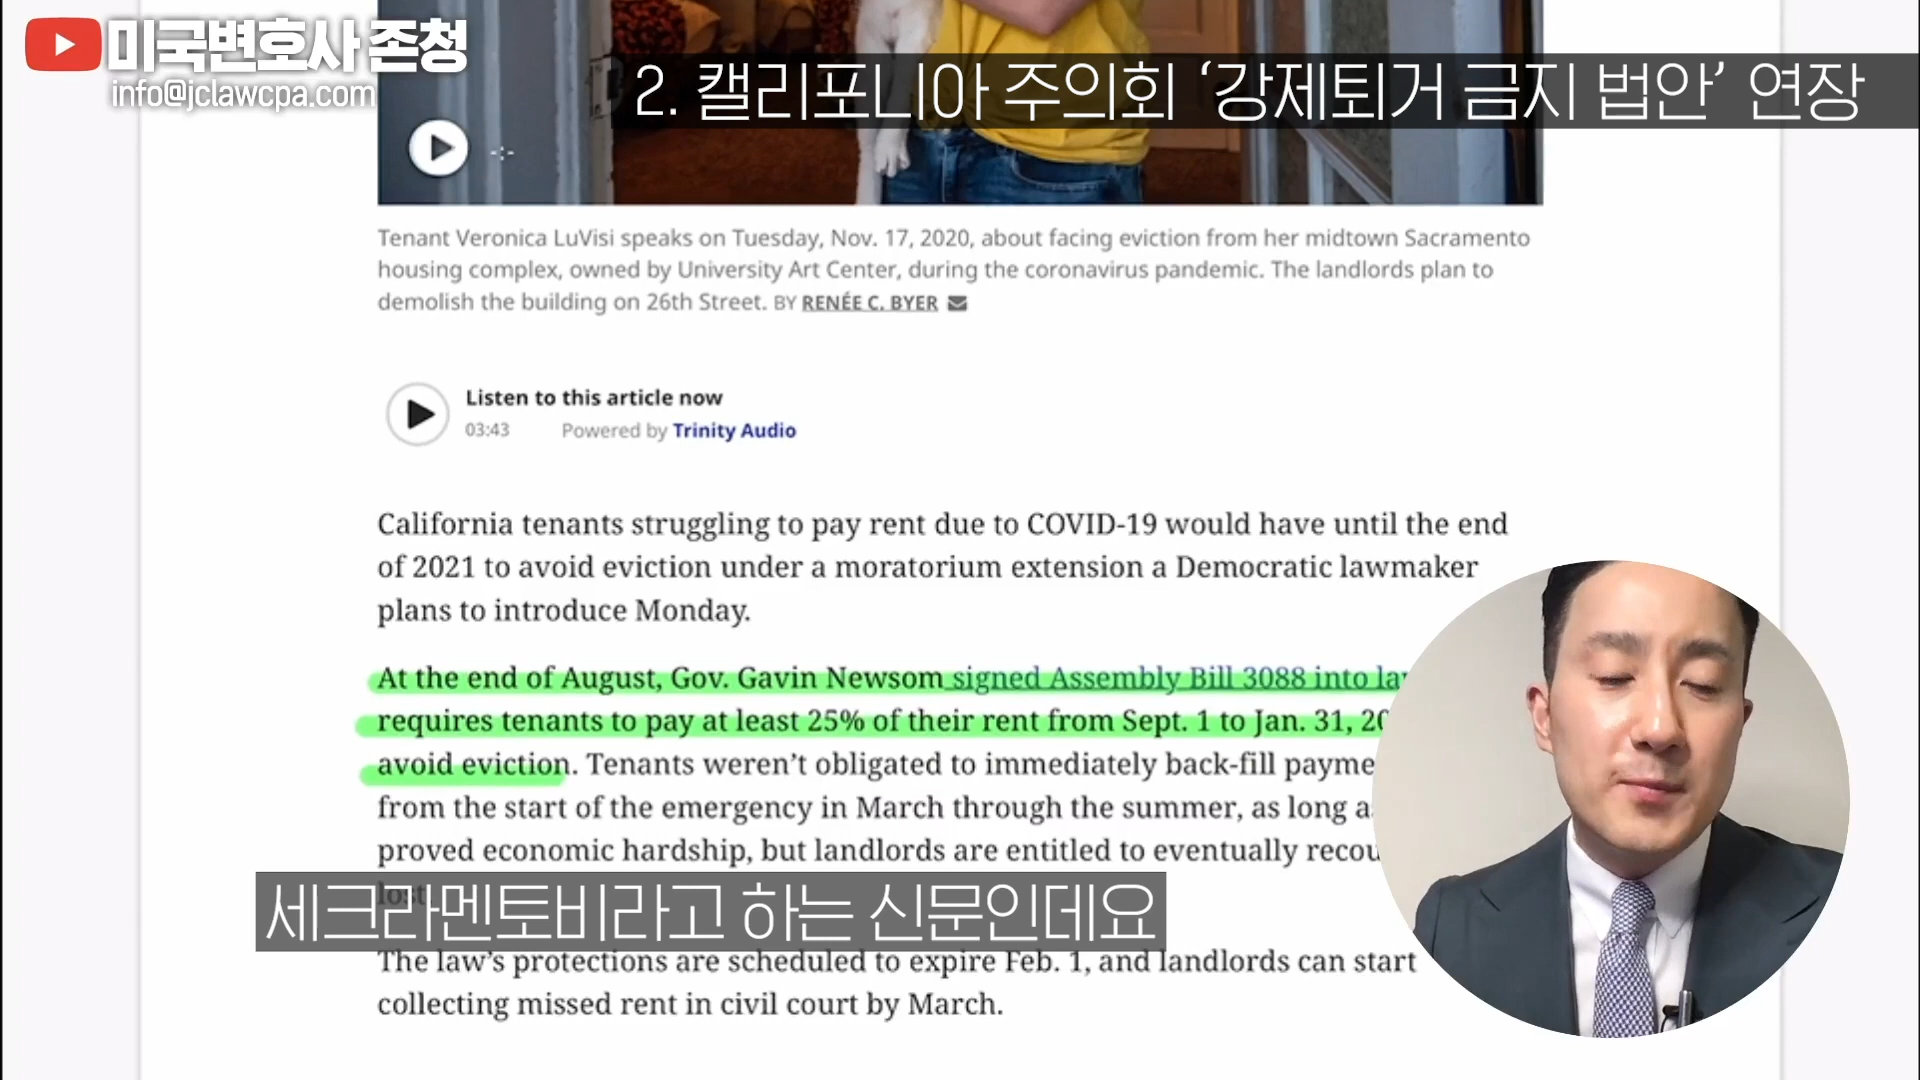 미국변호사 존청
info@jclawcpa.com
2. 캘리포니아 주의회 ‘강제퇴거 금지 법안’ 연장
Tenant Veronica LuVisi speaks on Tuesday, Nov. 17, 2020, about facing eviction from her midtown Sacramento
housing complex, owned by University Art Center, during the coronavirus pandemic. The landlords plan to
demolish the building on 26th Street. BY RENÉE C. BYER
Listen to this article now
03:43 Powered by Trinity Audio
California tenants struggling to pay rent due to COVID-19 would have until the end
of 2021 to avoid eviction under a moratorium extension a Democratic lawmaker
plans to introduce Monday.
At the end of August, Gov. Gavin Newsom signed Assembly Bill 3088 into
requires tenants to pay at least 25% of their rent from Sept. 1 to Jan. 31,
avoid eviction. Tenants weren’t obligated to immediately back-fill
from the start of the emergency in March through the summer, as long
proved economic hardship, but landlords are entitled to eventually
lost
세크라멘토비라고 하는 신문인데요
The law’s protections are scheduled to expire Feb. 1, and landlords can start
collecting missed rent in civil court by March.